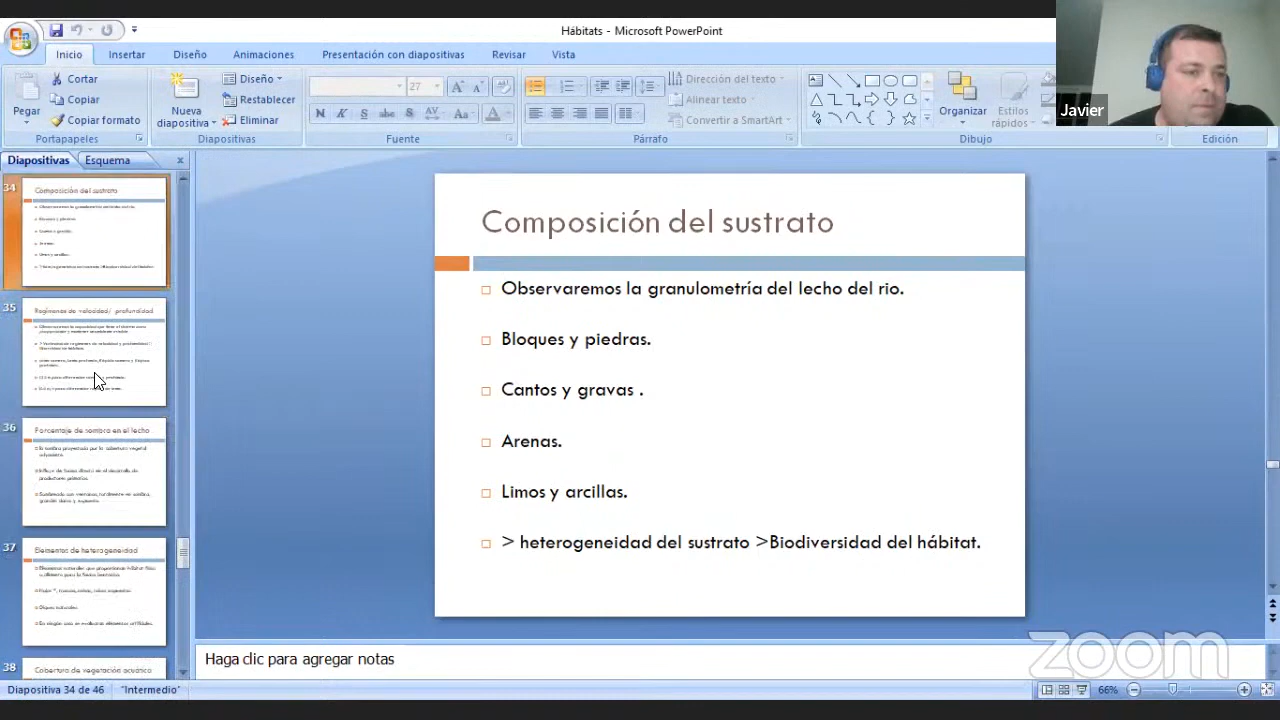 Hábitats - Microsoft PowerPoint
Inicio
Insertar
Diseño
Animaciones
Presentación con diapositivas
Revisar
Vista
Pegar
Cortar
Copiar
Copiar formato
Portapapeles
Nueva
diapositiva
Diseño
Restablecer
Eliminar
Diapositivas
27
Fuente
Párrafo
Dirección del texto
Alinear texto
Convertir a SmartArt
Organizar
Estilos
rápidos
Dibujo
Edición
Javier
Diapositivas
Esquema
34
Composición del sustrato
35
Regímenes de velocidad/ profundidad
36
Porcentaje de sombra en el lecho
37
Elementos de heterogeneidad
38
Cobertura de vegetación acuática
Composición del sustrato
Observaremos la granulometría del lecho del rio.
Bloques y piedras.
Cantos y gravas .
Arenas.
Limos y arcillas.
> heterogeneidad del sustrato >Biodiversidad del hábitat.
Haga clic para agregar notas
zoom
Diapositiva 34 de 46
"Intermedio"
66%